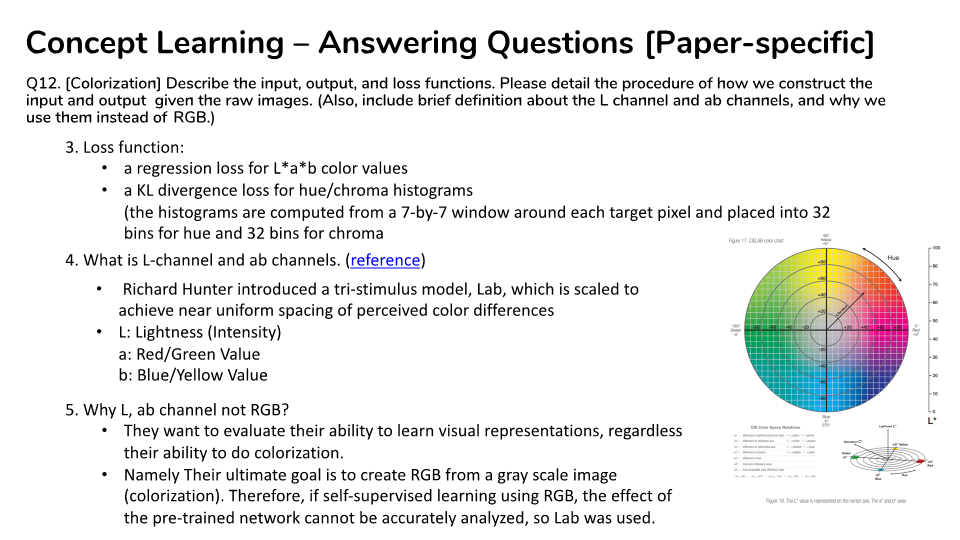 Concept Learning – Answering Questions [Paper-specific]
Q12. [Colorization] Describe the input, output, and loss functions. Please detail the procedure of how we construct the
input and output given the raw images. (Also, include brief definition about the L channel and ab channels, and why we
use them instead of RGB.)
3. Loss function:
• a regression loss for L*a*b color values
• a KL divergence loss for hue/chroma histograms
(the histograms are computed from a 7-by-7 window around each target pixel and placed into 32
bins for hue and 32 bins for chroma
4. What is L-channel and ab channels. (reference)
• Richard Hunter introduced a tri-stimulus model, Lab, which is scaled to
achieve near uniform spacing of perceived color differences
• L: Lightness (Intensity)
a: Red/Green Value
b: Blue/Yellow Value
5. Why L, ab channel not RGB?
• They want to evaluate their ability to learn visual representations, regardless
their ability to do colorization.
• Namely Their ultimate goal is to create RGB from a gray scale image
(colorization). Therefore, if self-supervised learning using RGB, the effect of
the pre-trained network cannot be accurately analyzed, so Lab was used.
Figure 17. CIELAB color chart
90°
Yellow
+b*
Hue
180°
Green
-a*
0°
Red
+a*
Blue
-b*
270°
100
90
80
70
60
50
40
30
20
10
0
L*
CIE Color Space Notations
Lightness L*
Yellow
Green
Red
Blue
Figure 18. The L* value is represented on the center axis. The a* and b* axes